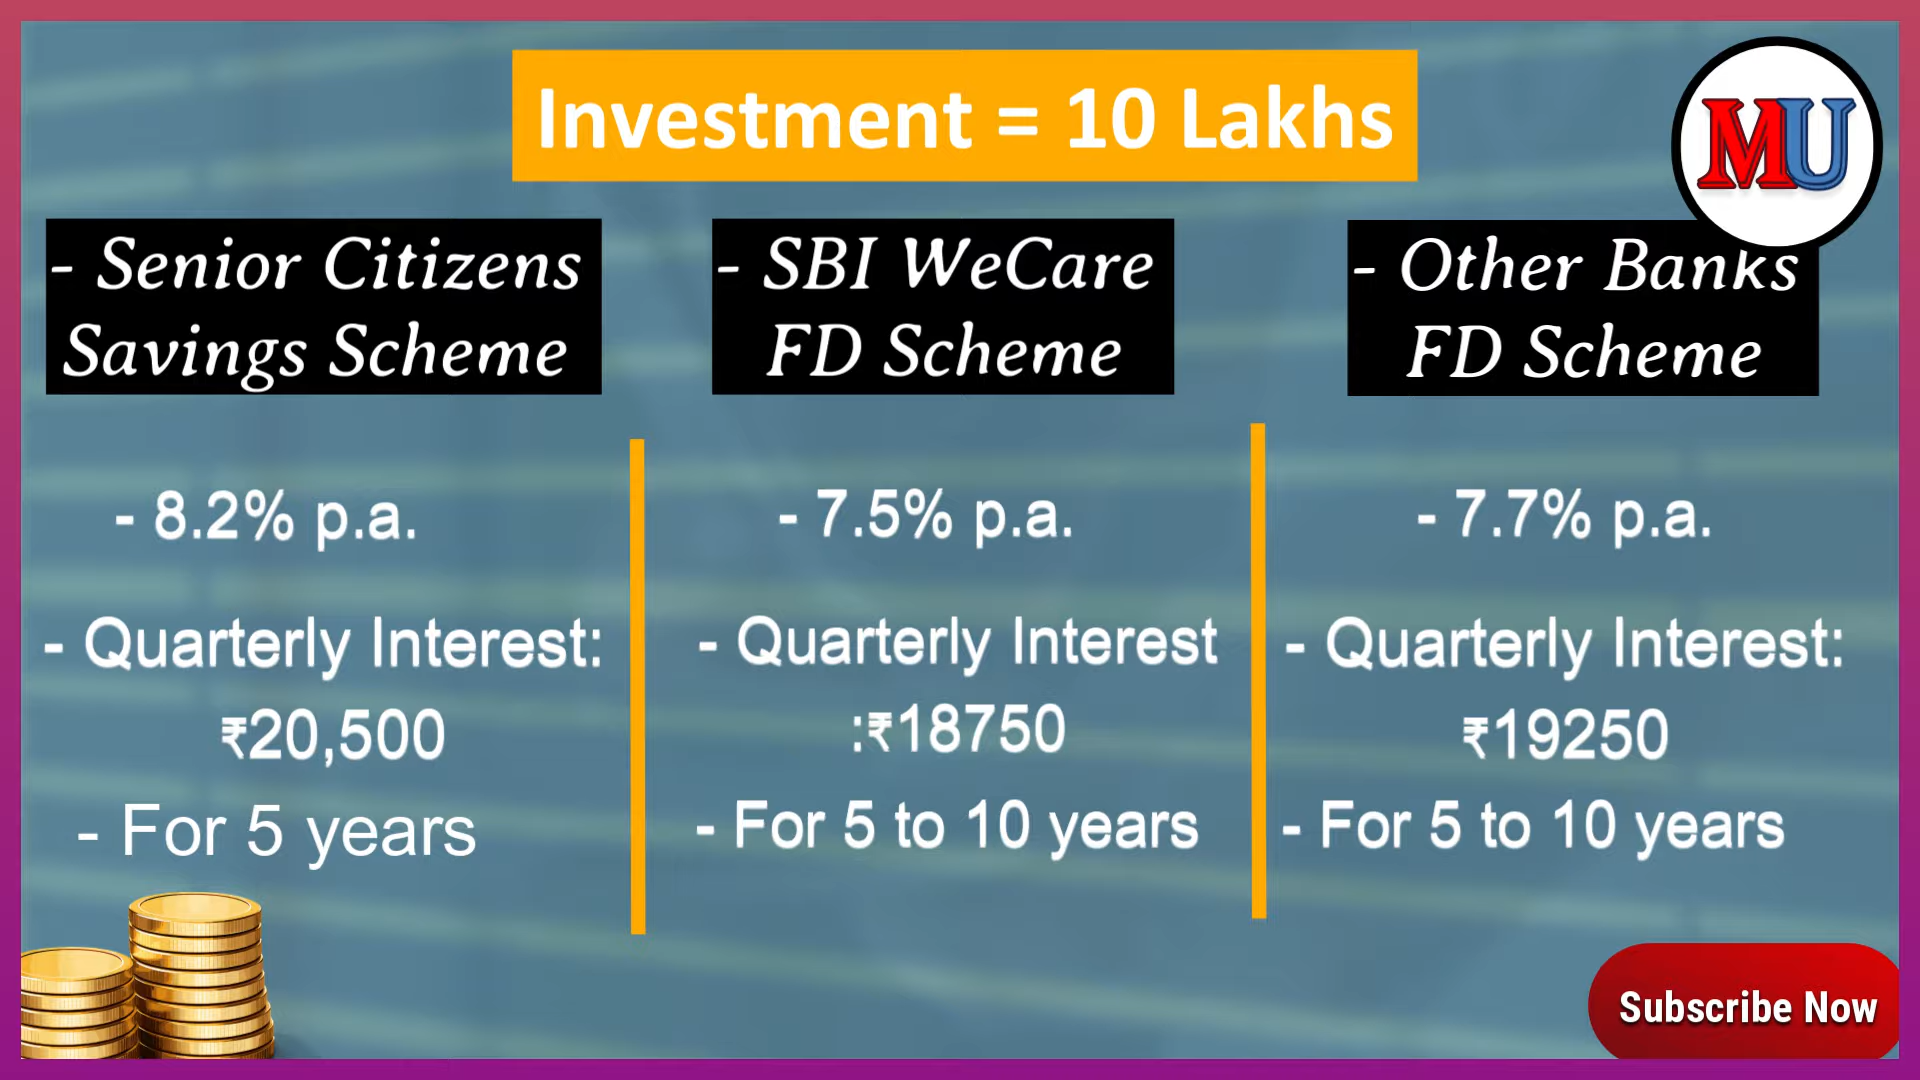 Investment = 10 Lakhs
MU
- Senior Citizens
Savings Scheme
- 8.2% p.a.
- Quarterly Interest:
₹20,500
- For 5 years
- SBI WeCare
FD Scheme
- 7.5% p.a.
- Quarterly Interest
:₹18750
- For 5 to 10 years
- Other Banks
FD Scheme
- 7.7% p.a.
- Quarterly Interest:
₹19250
- For 5 to 10 years
Subscribe Now